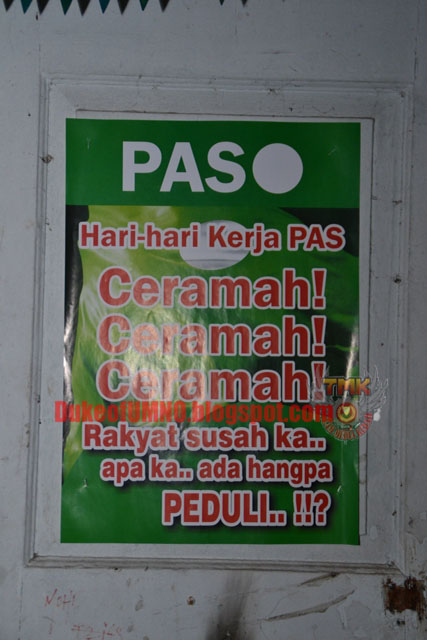 PAS
Hari-hari Kerja PAS
Ceramah!
Ceramah!
Ceramah!
DukeofUMNO.blogspot.com
TMK
Rakyat susah ka..
apa ka.. ada hangpa
PEDULI.. !!?